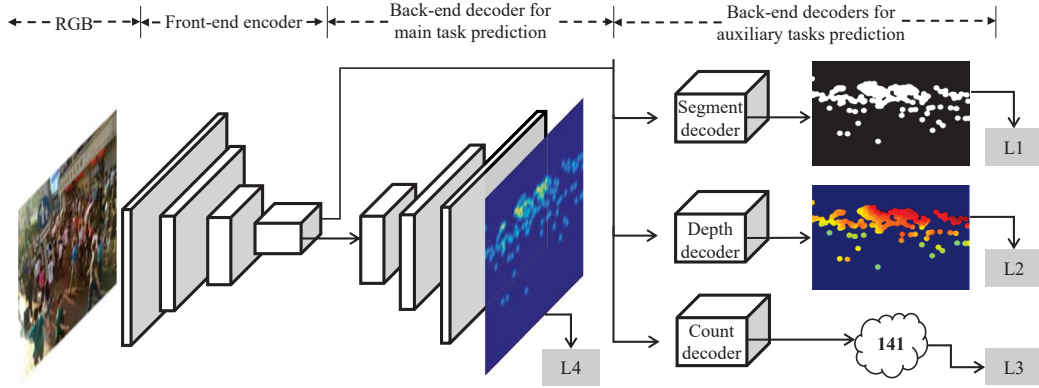 RGB
Front-end encoder
Back-end decoder for
main task prediction
Back-end decoders for
auxiliary tasks prediction
Segment
decoder
L1
Depth
decoder
L2
Count
decoder
141
L3
L4